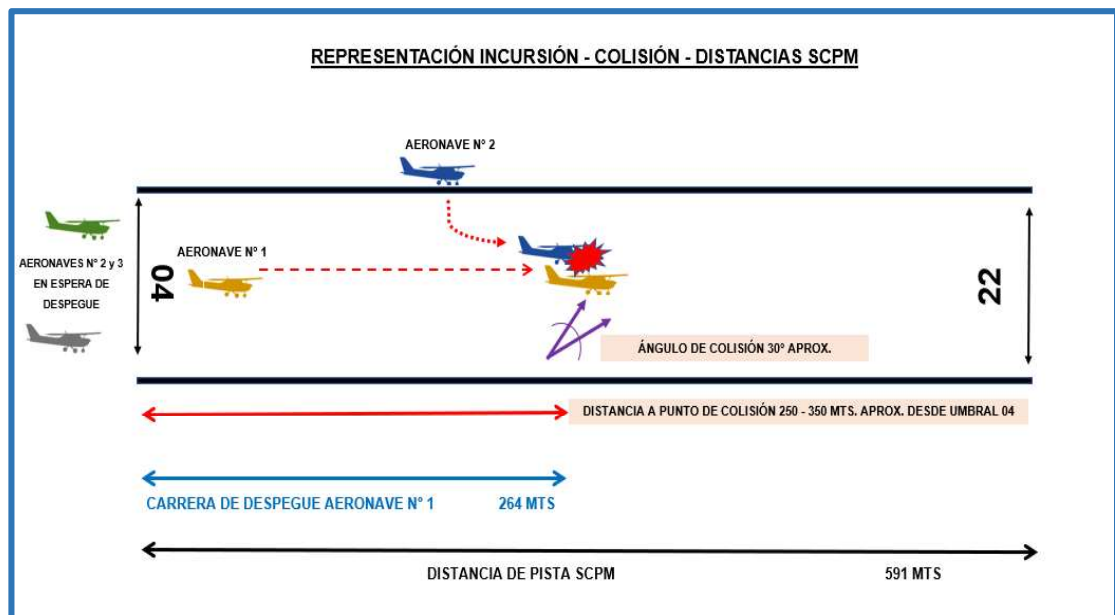 REPRESENTACIÓN INCURSIÓN - COLISIÓN - DISTANCIAS SCPM
AERONAVE N° 2
AERONAVE N° 1
AERONAVES N° 2 y 3
EN ESPERA DE
DESPEGUE
04
22
ÁNGULO DE COLISIÓN 30° APROX.
DISTANCIA A PUNTO DE COLISIÓN 250 - 350 MTS. APROX. DESDE UMBRAL 04
CARRERA DE DESPEGUE AERONAVE N° 1 264 MTS
DISTANCIA DE PISTA SCPM 591 MTS